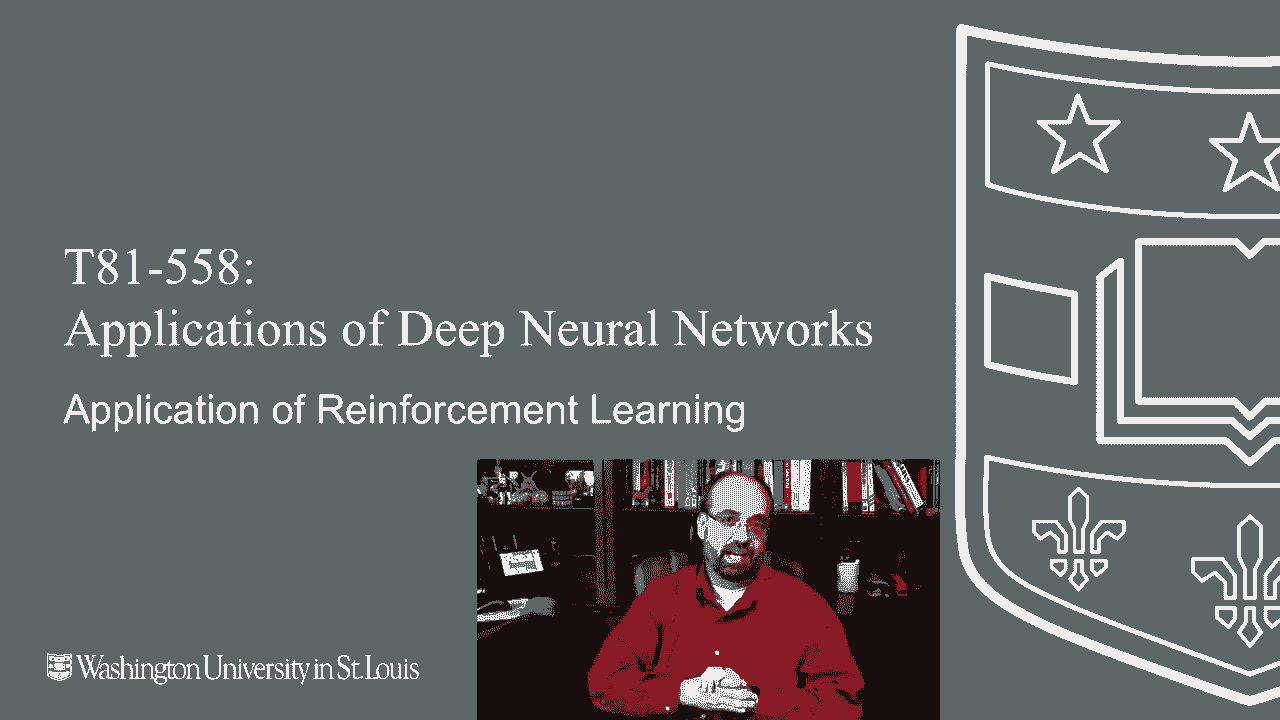 T81-558:
Applications of Deep Neural Networks
Application of Reinforcement Learning
Washington University in St. Louis